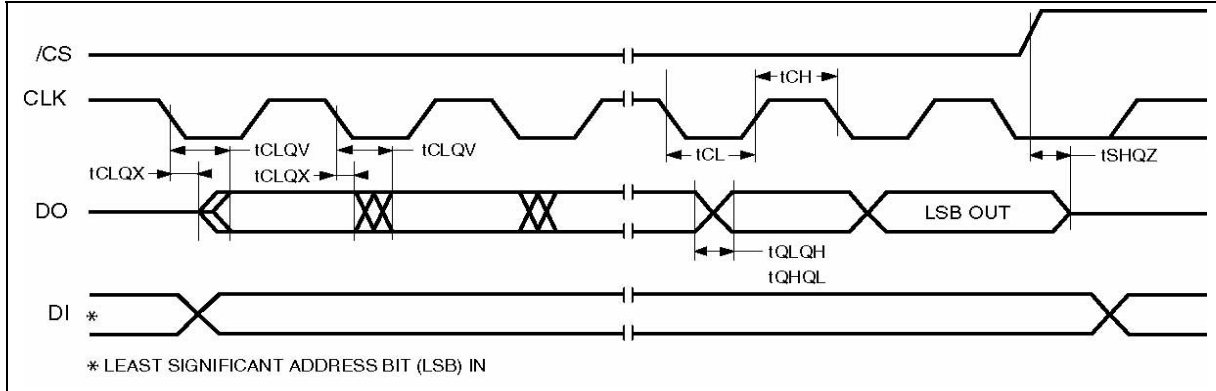 /CS
CLK
tCH
tCLQV
tCLQV
tCL
tSHQZ
tCLQX
tCLQX
DO
LSB OUT
tQLQH
tQHQL
DI
*
* LEAST SIGNIFICANT ADDRESS BIT (LSB) IN